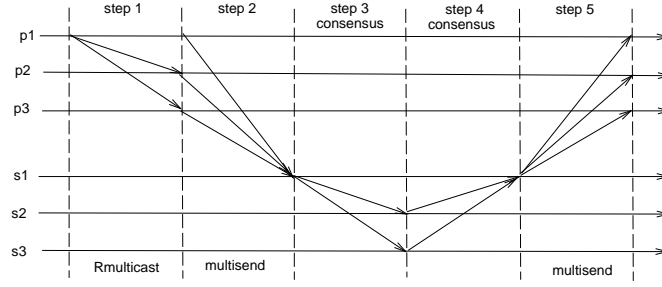 step 1 step 2 step 3 step 4 step 5
consensus consensus
p1
p2
p3
s1
s2
s3
Rmulticast multisend multisend